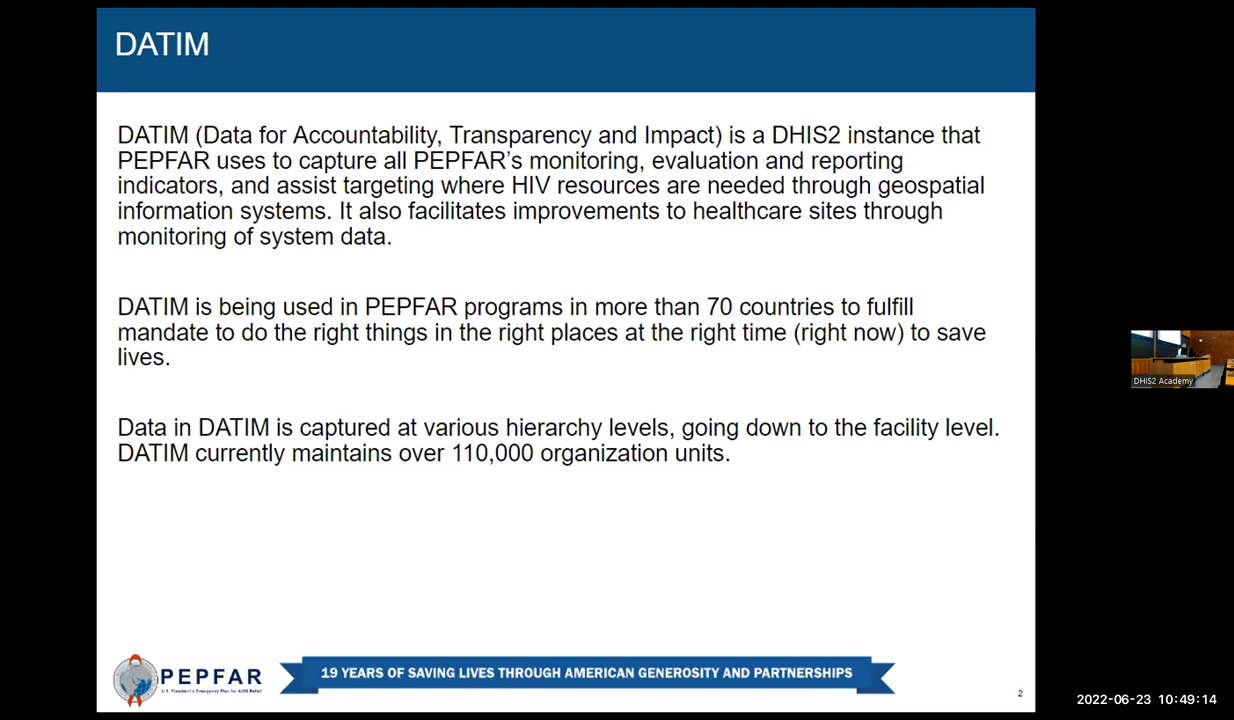 DATIM
DATIM (Data for Accountability, Transparency and Impact) is a DHIS2 instance that
PEPFAR uses to capture all PEPFAR's monitoring, evaluation and reporting
indicators, and assist targeting where HIV resources are needed through geospatial
information systems. It also facilitates improvements to healthcare sites through
monitoring of system data.
DATIM is being used in PEPFAR programs in more than 70 countries to fulfill
mandate to do the right things in the right places at the right time (right now) to save
lives.
DHIS2 Academy
Data in DATIM is captured at various hierarchy levels, going down to the facility level.
DATIM currently maintains over 110,000 organization units.
PEPFAR
U.S. President's Emergency Plan for AIDS Relief
19 YEARS OF SAVING LIVES THROUGH AMERICAN GENEROSITY AND PARTNERSHIPS
2
2022-06-23 10:49:14